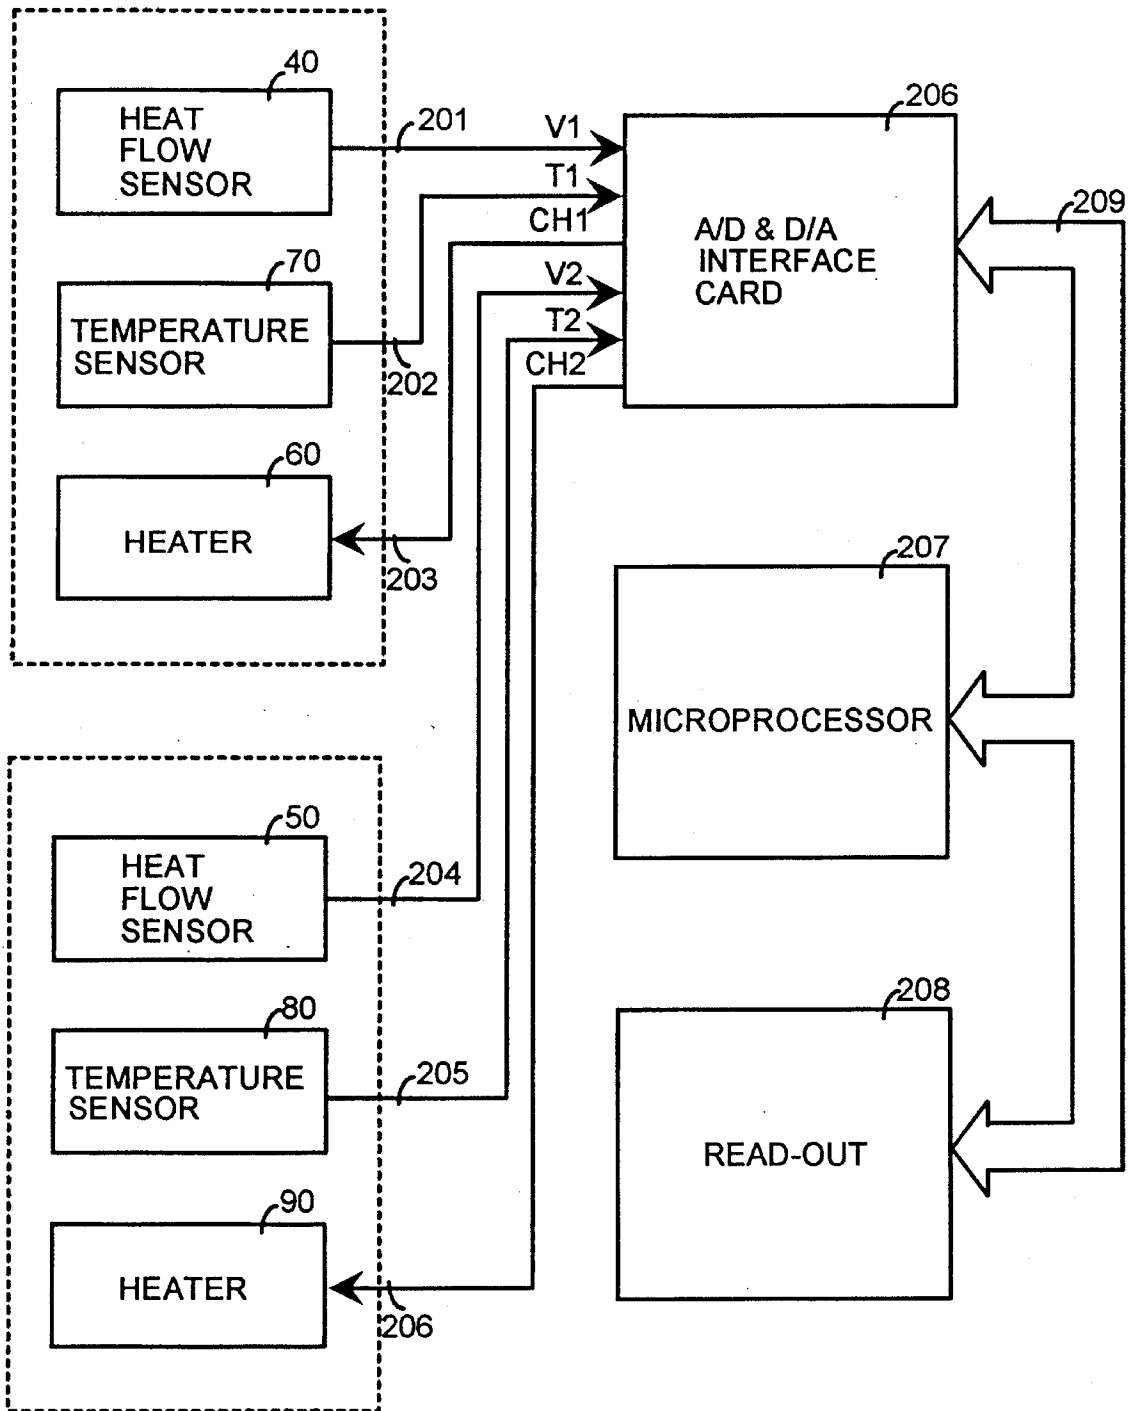 40
HEAT
FLOW
SENSOR
201
V1
206
T1
CH1
A/D & D/A
INTERFACE
CARD
209
70
TEMPERATURE
SENSOR
202
V2
T2
CH2
60
HEATER
203
207
MICROPROCESSOR
50
HEAT
FLOW
SENSOR
204
80
TEMPERATURE
SENSOR
205
208
READ-OUT
90
HEATER
206